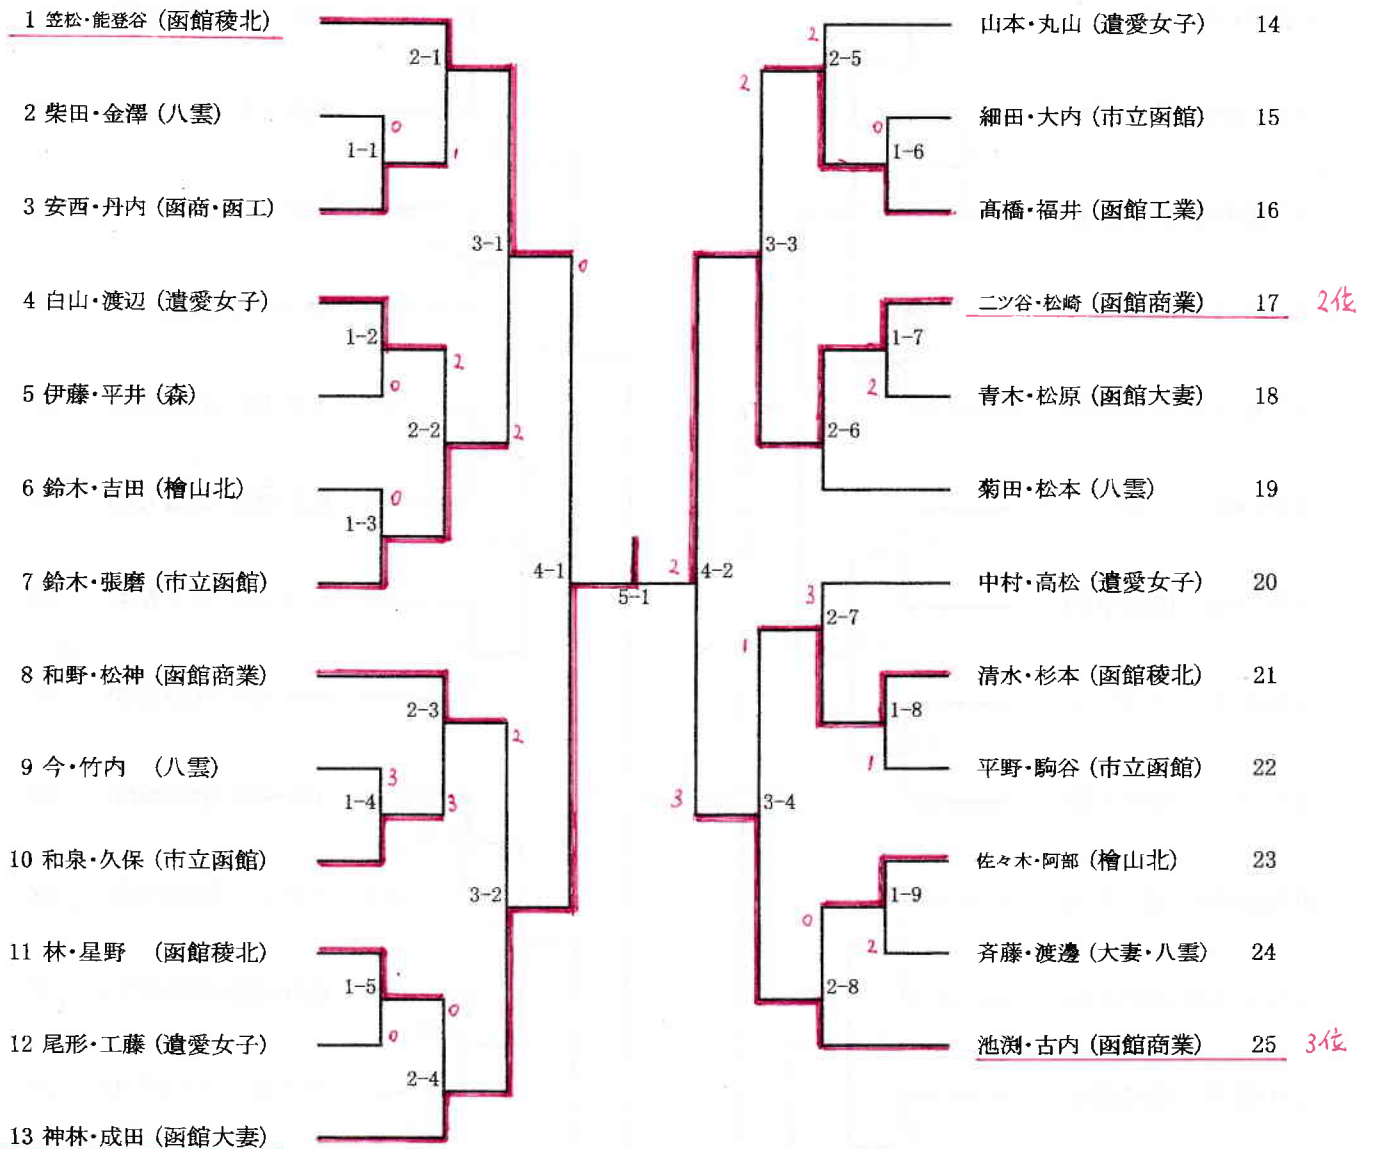 1 笠松・能登谷 (函館稜北)
2 柴田・金澤 (八雲)
3 安西・丹内 (函商・函工)
4 白山・渡辺 (遺愛女子)
5 伊藤・平井 (森)
6 鈴木・吉田 (檜山北)
7 鈴木・張磨 (市立函館)
8 和野・松神 (函館商業)
9 今・竹内 (八雲)
10 和泉・久保 (市立函館)
11 林・星野 (函館稜北)
12 尾形・工藤 (遺愛女子)
13 神林・成田 (函館大妻)
2-1
0
1-1
1
3-1
0
1-2
2
0
2-2
2
0
1-3
4-1
2-3
2
3
1-4
3
3-2
1-5
0
0
2-4
5-1
2
2-5
2
0
1-6
3-3
1-7
2
2-6
2
4-2
3
2-7
1
1-8
1
3
3-4
1-9
0
2
2-8
山本・丸山 (遺愛女子) 14
細田・大内 (市立函館) 15
髙橋・福井 (函館工業) 16
二ツ谷・松崎 (函館商業) 17 2位
青木・松原 (函館大妻) 18
菊田・松本 (八雲) 19
中村・高松 (遺愛女子) 20
清水・杉本 (函館稜北) 21
平野・駒谷 (市立函館) 22
佐々木・阿部 (檜山北) 23
斉藤・渡邊 (大妻・八雲) 24
池渕・古内 (函館商業) 25 3位